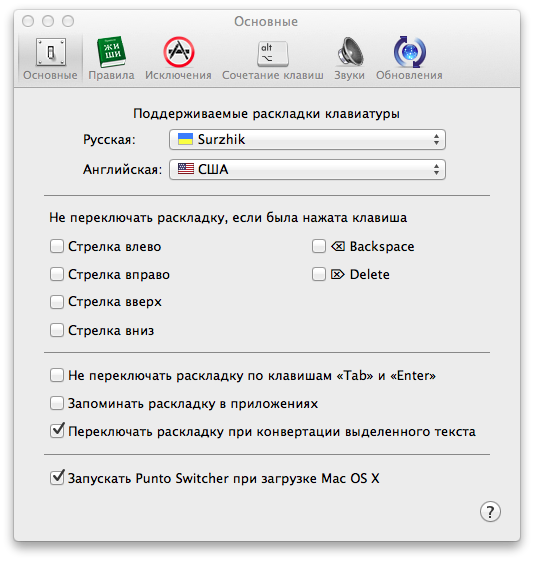 Основные
ЖИ
ШИ
alt
⌥
Основные Правила Исключения Сочетание клавиш Звуки Обновления
Поддерживаемые раскладки клавиатуры
Русская: Surzhik
Английская: США
Не переключать раскладку, если была нажата клавиша
Стрелка влево ⌫ Backspace
Стрелка вправо ⌦ Delete
Стрелка вверх
Стрелка вниз
Не переключать раскладку по клавишам «Tab» и «Enter»
Запоминать раскладку в приложениях
Переключать раскладку при конвертации выделенного текста
Запускать Punto Switcher при загрузке Mac OS X
?